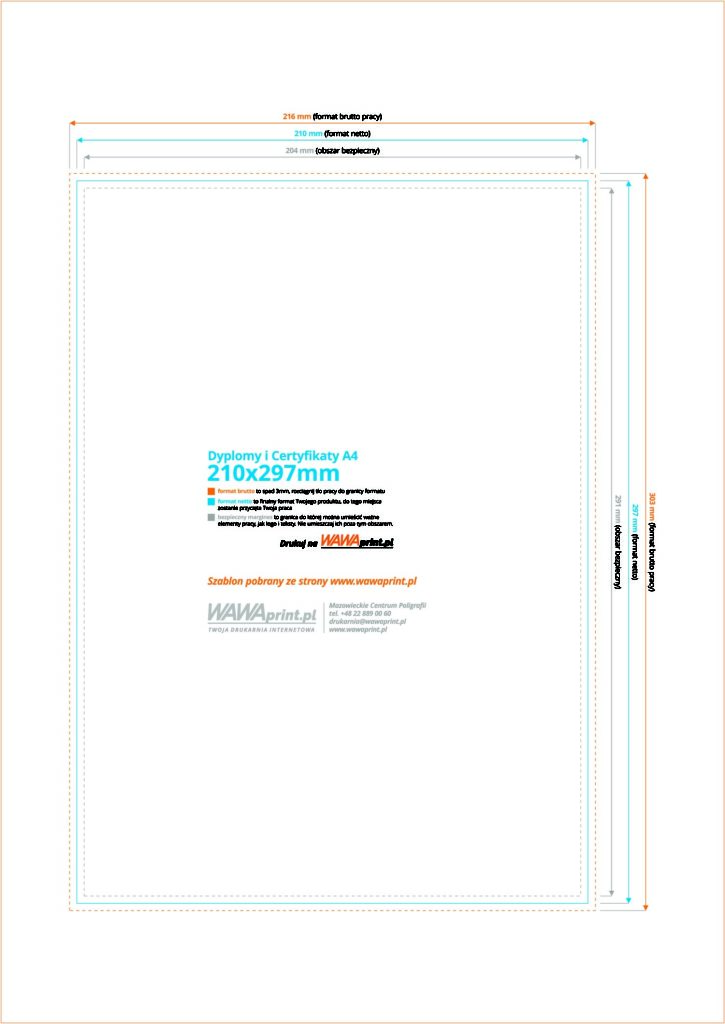 216 mm (format brutto pracy)
210 mm (format netto)
204 mm (obszar bezpieczny)
303 mm (format brutto pracy)
297 mm (format netto)
291 mm (obszar bezpieczny)
Dyplomy i Certyfikaty A4
210x297mm
format brutto to spad 3mm, rozciągnij tło pracy do granicy formatu
format netto to finalny format Twojego produktu, do tego miejsca
zostanie przycięta Twoja praca
bezpieczny margines to granica do której można umieścić ważne
elementy pracy, jak logo i teksty. Nie umieszczaj ich poza tym obszarem.
Drukuj na WAWAprint.pl
Szablon pobrany ze strony www.wawaprint.pl
WAWAprint.pl
TWOJA DRUKARNIA INTERNETOWA
Mazowieckie Centrum Poligrafii
tel. +48 22 889 00 60
drukarnia@wawaprint.pl
www.wawaprint.pl